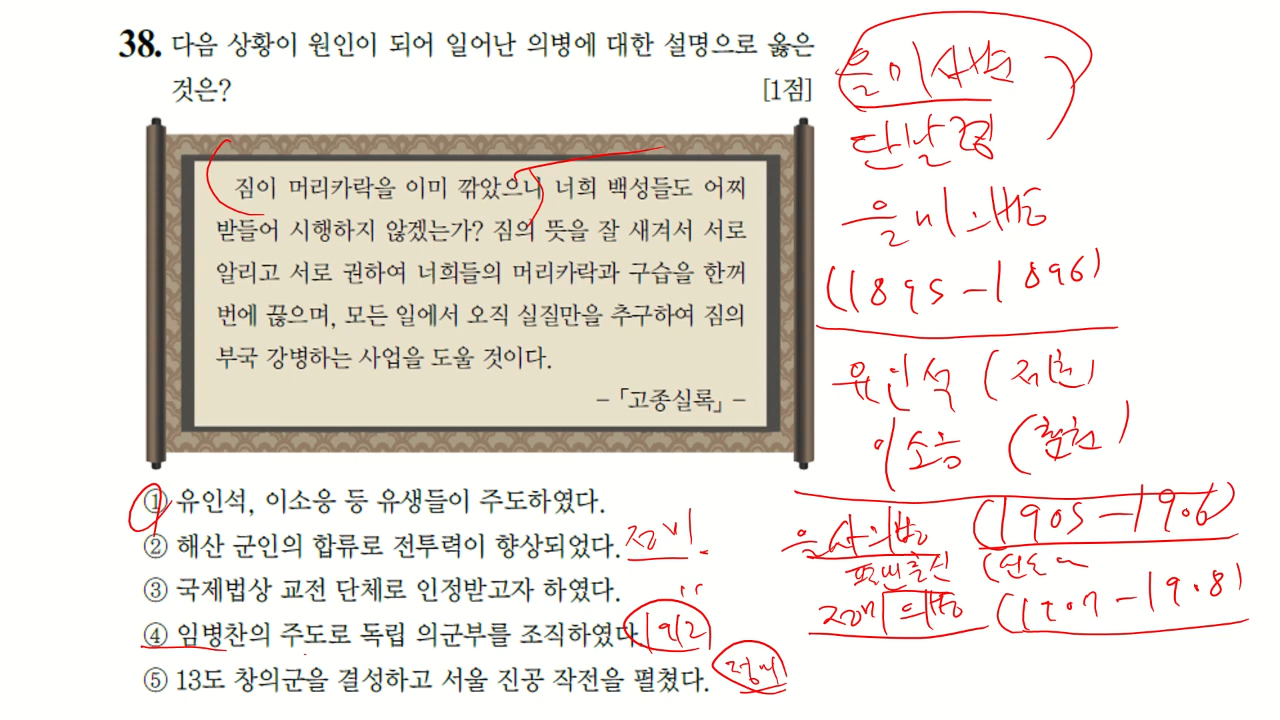 38. 다음 상황이 원인이 되어 일어난 의병에 대한 설명으로 옳은
것은? [1점]
짐이 머리카락을 이미 깎았으니 너희 백성들도 어찌
받들어 시행하지 않겠는가? 짐의 뜻을 잘 새겨서 서로
알리고 서로 권하여 너희들의 머리카락과 구습을 한꺼
번에 끊으며, 모든 일에서 오직 실질만을 추구하여 짐의
부국 강병하는 사업을 도울 것이다.
-「고종실록」-
① 유인석, 이소응 등 유생들이 주도하였다.
② 해산 군인의 합류로 전투력이 향상되었다. 정미
③ 국제법상 교전 단체로 인정받고자 하였다. 〃
④ 임병찬의 주도로 독립 의군부를 조직하였다. 1912
⑤ 13도 창의군을 결성하고 서울 진공 작전을 펼쳤다. 정미
을미사변
단발령
을미의병
(1895-1896)
유인석 (제천)
이소응 (춘천)
을사의병 (1905-1906)
평민출신
정미의병 (1907-1908)